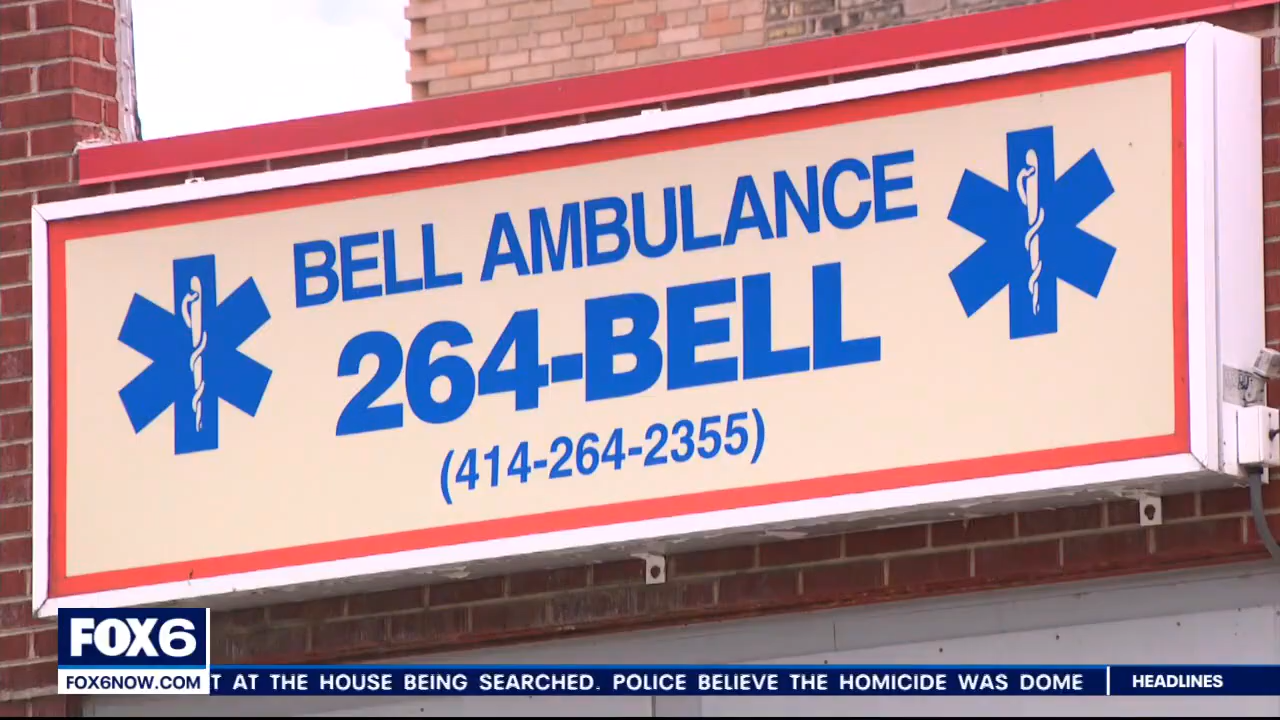 BELL AMBULANCE
264-BELL
(414-264-2355)
FOX6
FOX6NOW.COM
T AT THE HOUSE BEING SEARCHED. POLICE BELIEVE THE HOMICIDE WAS DOME
HEADLINES